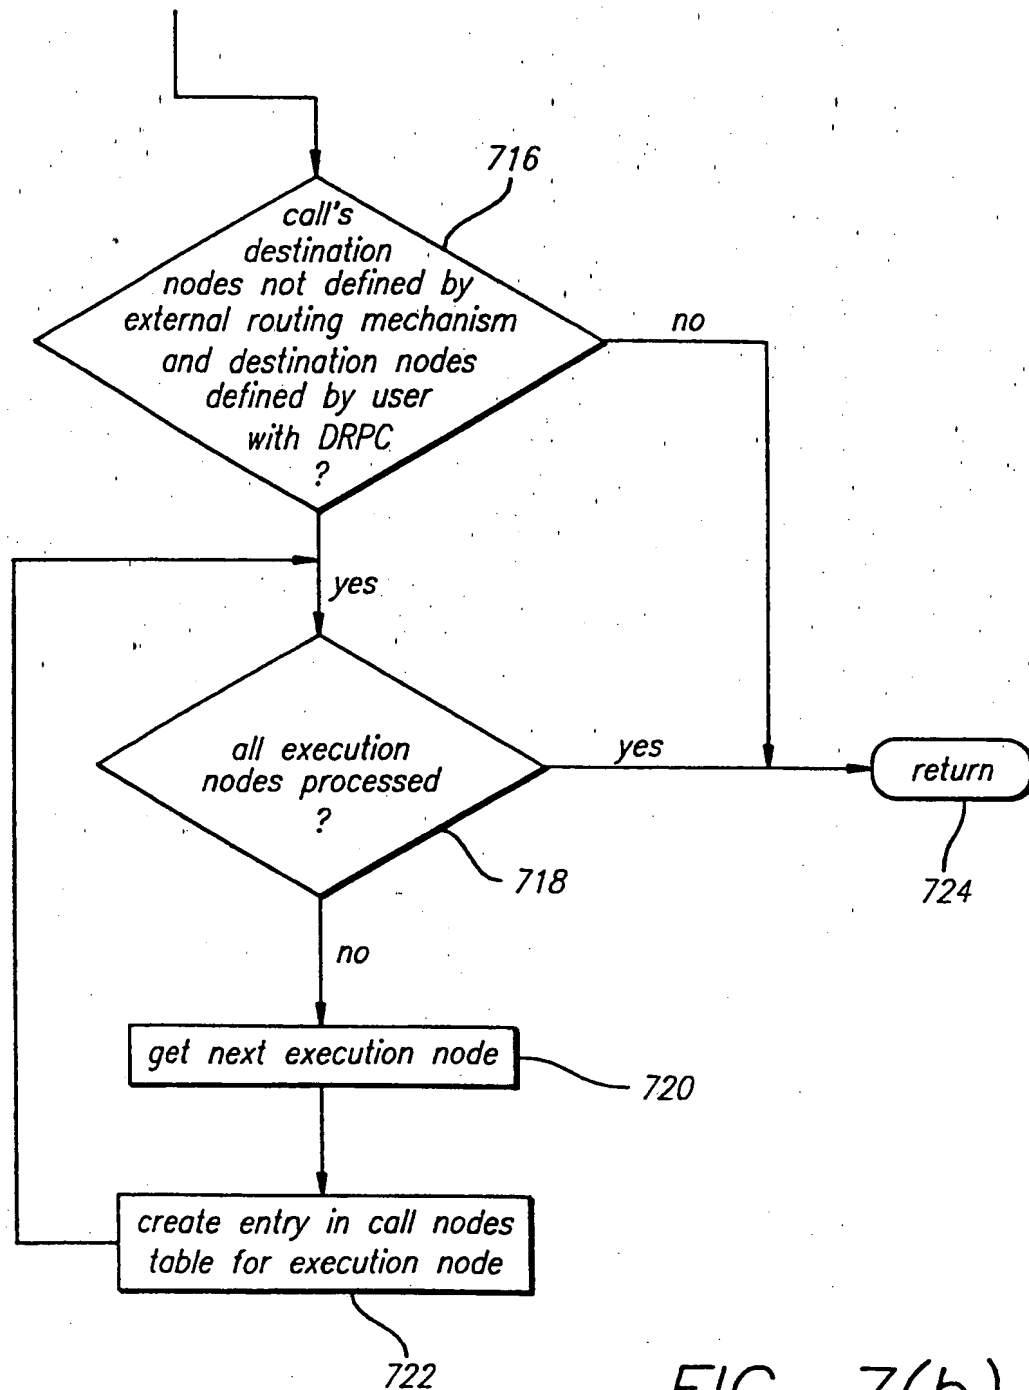 716
call's
destination
nodes not defined by
external routing mechanism
and destination nodes
defined by user
with DRPC
?
no
yes
all execution
nodes processed
?
yes
return
718
724
no
get next execution node
720
create entry in call nodes
table for execution node
722
FIG. 7(b)